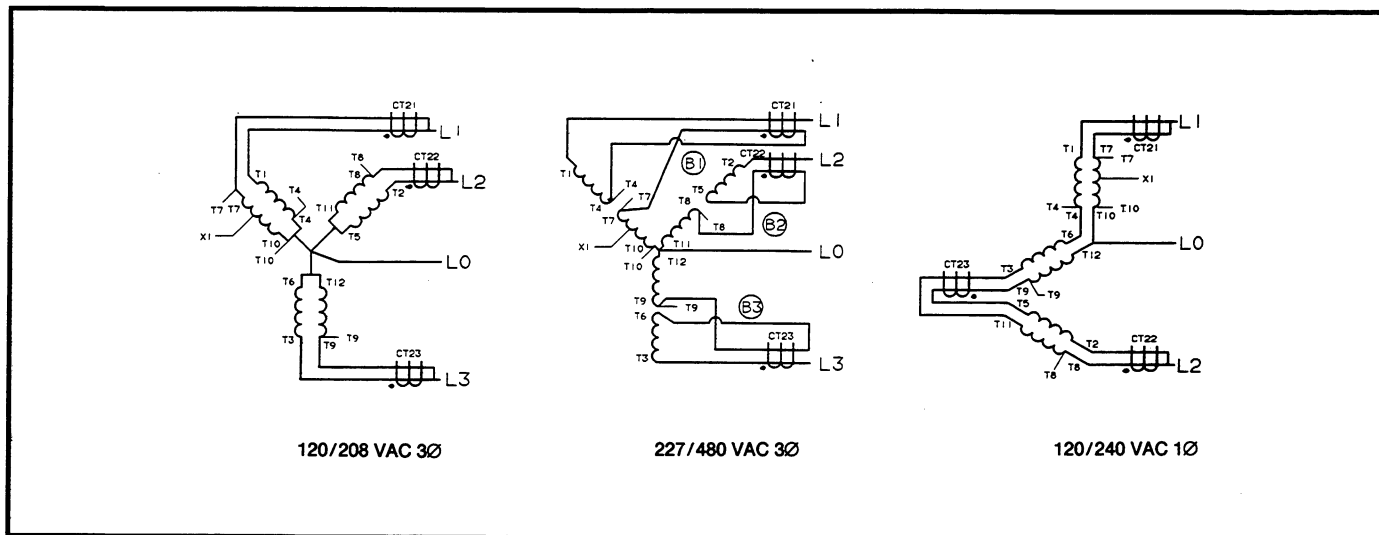 CT21
L1
T1
T8
T8
CT22
L2
T2
T4
T4
T7
T7
T11
T5
X1
T10
T10
L0
T6
T12
T3
T9
T9
CT23
L3
120/208 VAC 3Ø
CT21
L1
B1
T2
CT22
L2
T1
T4
T4
T7
T7
T5
T8
T8
B2
X1
T10
T10
T11
L0
T12
T9
T9
B3
T6
T3
CT23
L3
227/480 VAC 3Ø
L1
CT21
T1
T7
T7
X1
T4
T4
T10
T10
T6
T12
L0
CT23
T3
T9
T9
T5
T11
T2
CT22
T8
T8
L2
120/240 VAC 1Ø